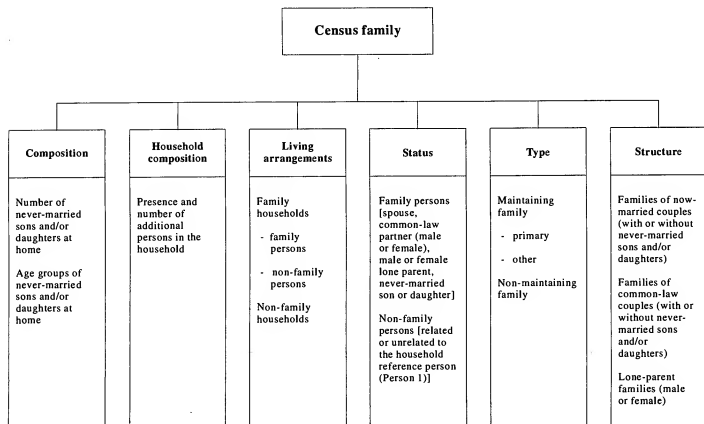 Census family
Composition
Number of
never-married
sons and/or
daughters at
home
Age groups of
never-married
sons and/or
daughters at
home
Household
composition
Presence and
number of
additional
persons in the
household
Living
arrangements
Family
households
- family
persons
- non-family
persons
Non-family
households
Status
Family persons
[spouse,
common-law
partner (male
or female),
male or female
lone parent,
never-married
son or daughter]
Non-family
persons [related
or unrelated to
the household
reference person
(Person 1)]
Type
Maintaining
family
- primary
- other
Non-maintaining
family
Structure
Families of now-
married couples
(with or without
never-married
sons and/or
daughters)
Families of
common-law
couples (with or
without never-
married sons
and/or
daughters)
Lone-parent
families (male
or female)